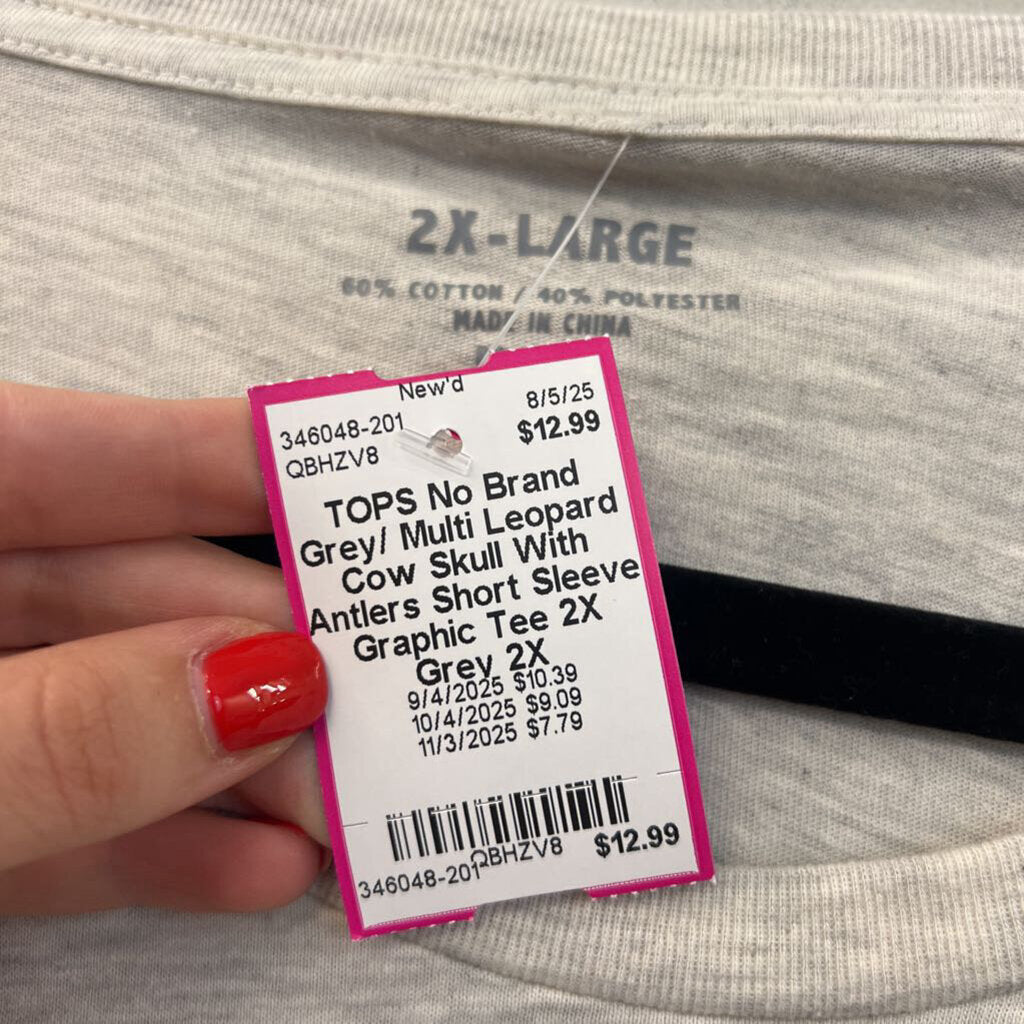 2X-LARGE
60% COTTON / 40% POLYESTER
MADE IN CHINA
New'd
346048-201 8/5/25
QBHZV8 $12.99
TOPS No Brand
Grey/ Multi Leopard
Cow Skull With
Antlers Short Sleeve
Graphic Tee 2X
Grey 2X
9/4/2025 $10.39
10/4/2025 $9.09
11/3/2025 $7.79
346048-201 QBHZV8 $12.99